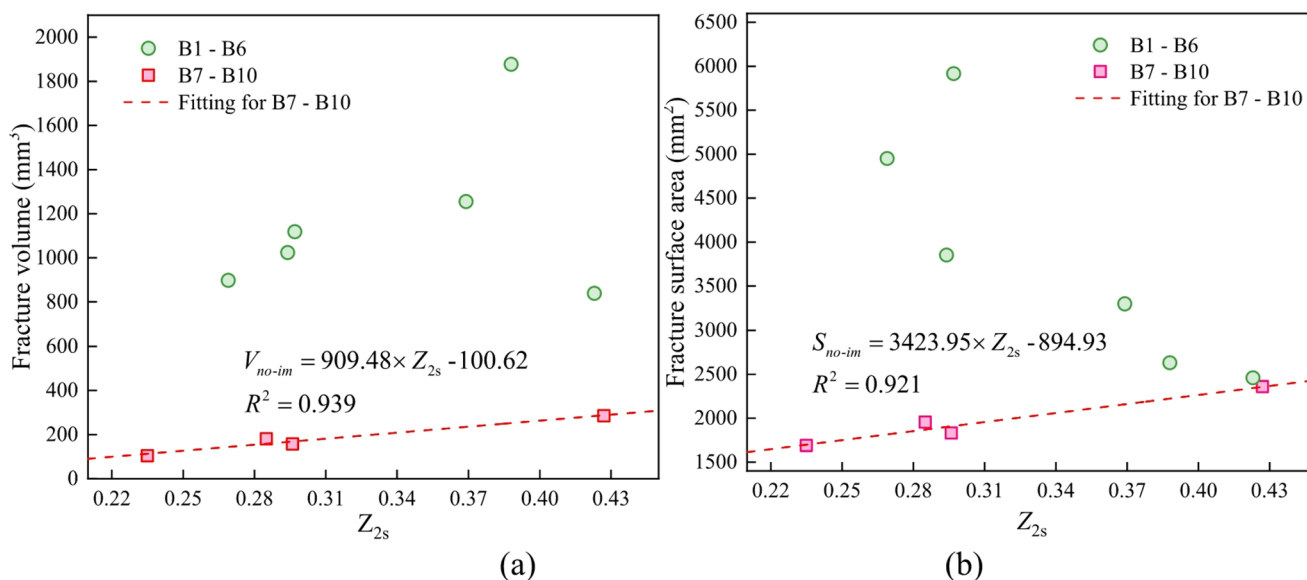 2000
1800
1600
1400
1200
1000
800
600
400
200
0
Fracture volume (mm³)
B1 - B6
B7 - B10
Fitting for B7 - B10
V_no-im = 909.48 × Z_2s -100.62
R² = 0.939
0.22 0.25 0.28 0.31 0.34 0.37 0.40 0.43
Z_2s
(a)
6500
6000
5500
5000
4500
4000
3500
3000
2500
2000
1500
Fracture surface area (mm²)
B1 - B6
B7 - B10
Fitting for B7 - B10
S_no-im = 3423.95 × Z_2s -894.93
R² = 0.921
0.22 0.25 0.28 0.31 0.34 0.37 0.40 0.43
Z_2s
(b)